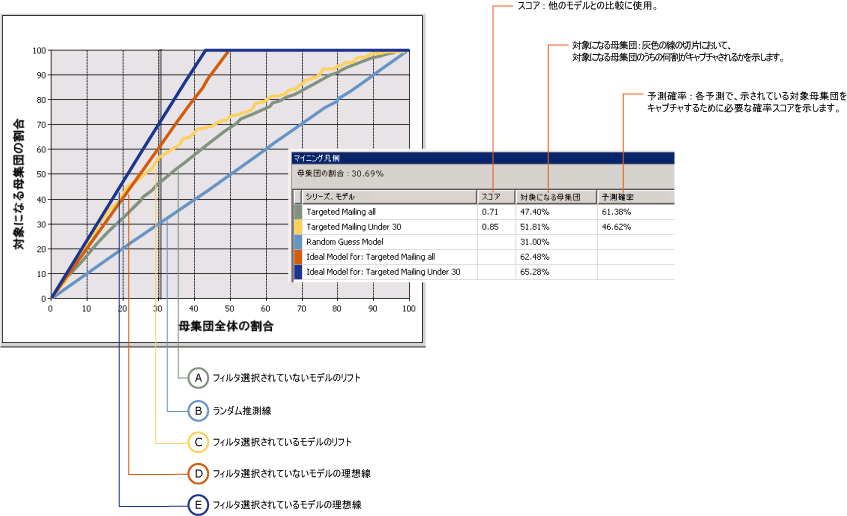 スコア：他のモデルとの比較に使用。
対象になる母集団：灰色の線の切片において、
対象になる母集団のうちの何割がキャプチャされるかを示します。
予測確率：各予測で、示されている対象母集団を
キャプチャするために必要な確率スコアを示します。
対象になる母集団の割合
100
90
80
70
60
50
40
30
20
10
0
0 10 20 30 40 50 60 70 80 90 100
母集団全体の割合
マイニング凡例
母集団の割合：30.69%
シリーズ、モデル スコア 対象になる母集団 予測確率
Targeted Mailing all 0.71 47.40% 61.38%
Targeted Mailing Under 30 0.85 51.81% 46.62%
Random Guess Model 31.00%
Ideal Model for: Targeted Mailing all 62.48%
Ideal Model for: Targeted Mailing Under 30 65.28%
A フィルタ選択されていないモデルのリフト
B ランダム推測線
C フィルタ選択されているモデルのリフト
D フィルタ選択されていないモデルの理想線
E フィルタ選択されているモデルの理想線